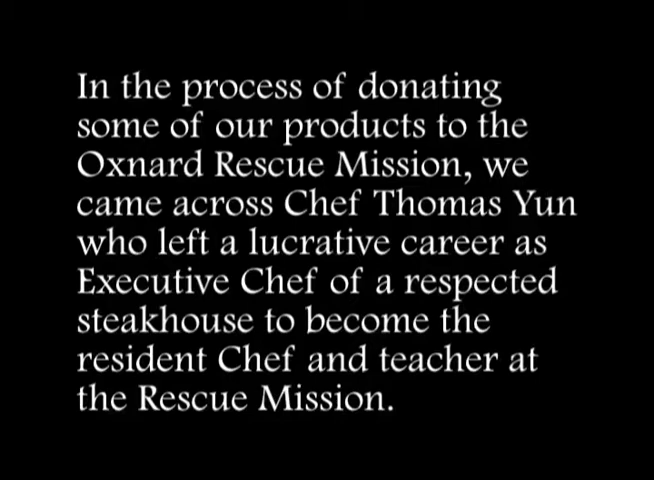 In the process of donating
some of our products to the
Oxnard Rescue Mission, we
came across Chef Thomas Yun
who left a lucrative career as
Executive Chef of a respected
steakhouse to become the
resident Chef and teacher at
the Rescue Mission.